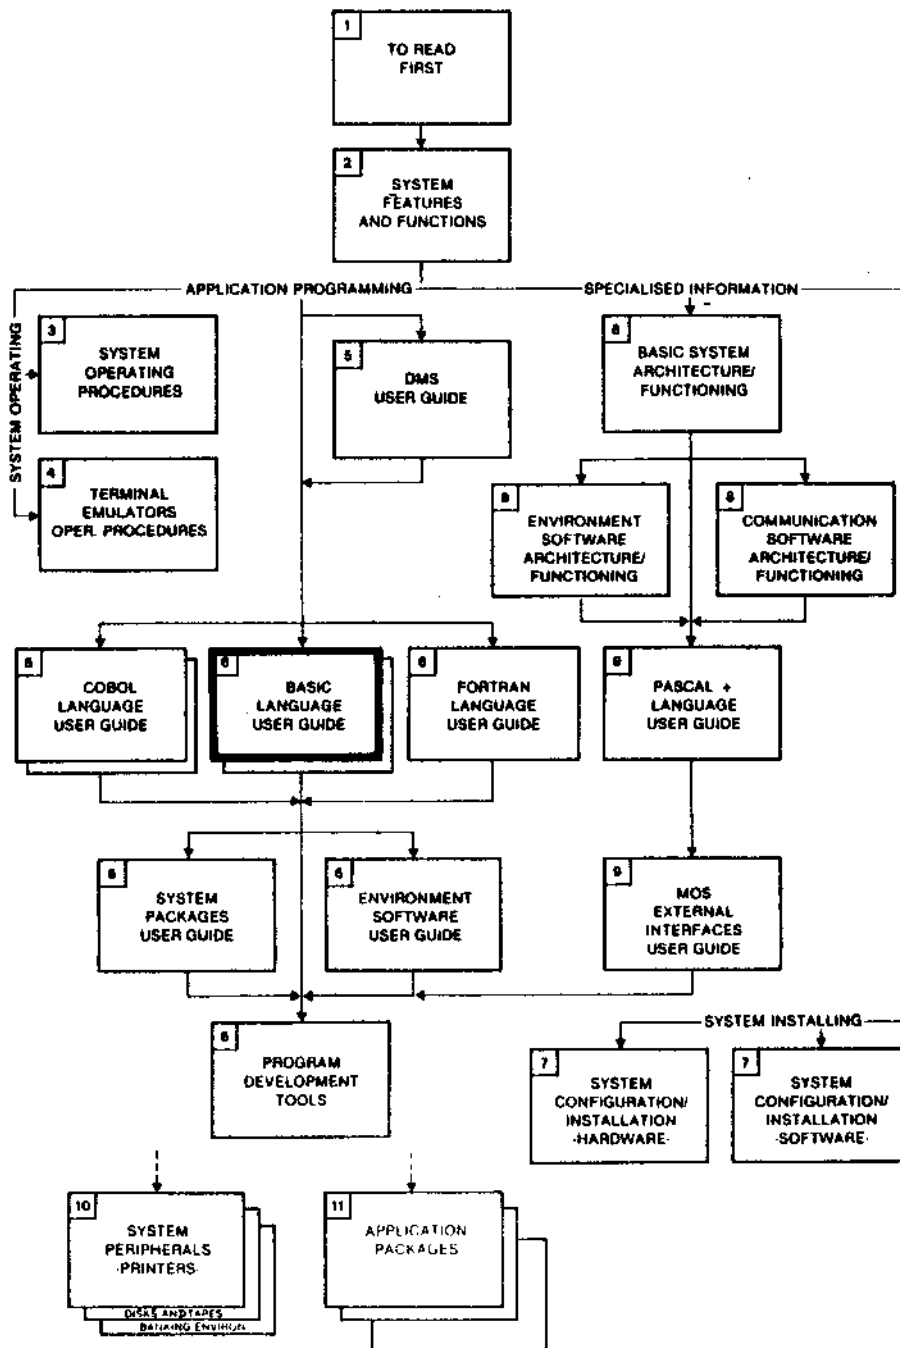 1
TO READ
FIRST
2
SYSTEM
FEATURES
AND FUNCTIONS
APPLICATION PROGRAMMING
SPECIALISED INFORMATION
SYSTEM OPERATING
3
SYSTEM
OPERATING
PROCEDURES
5
DMS
USER GUIDE
BASIC SYSTEM
ARCHITECTURE/
FUNCTIONING
4
TERMINAL
EMULATORS
OPER. PROCEDURES
ENVIRONMENT
SOFTWARE
ARCHITECTURE/
FUNCTIONING
8
COMMUNICATION
SOFTWARE
ARCHITECTURE/
FUNCTIONING
COBOL
LANGUAGE
USER GUIDE
BASIC
LANGUAGE
USER GUIDE
FORTRAN
LANGUAGE
USER GUIDE
9
PASCAL +
LANGUAGE
USER GUIDE
SYSTEM
PACKAGES
USER GUIDE
ENVIRONMENT
SOFTWARE
USER GUIDE
9
MOS
EXTERNAL
INTERFACES
USER GUIDE
PROGRAM
DEVELOPMENT
TOOLS
SYSTEM INSTALLING
7
SYSTEM
CONFIGURATION/
INSTALLATION
-HARDWARE-
7
SYSTEM
CONFIGURATION/
INSTALLATION
-SOFTWARE-
10
SYSTEM
PERIPHERALS
-PRINTERS-
DISKS AND TAPES
BANKING ENVIRON.
11
APPLICATION
PACKAGES